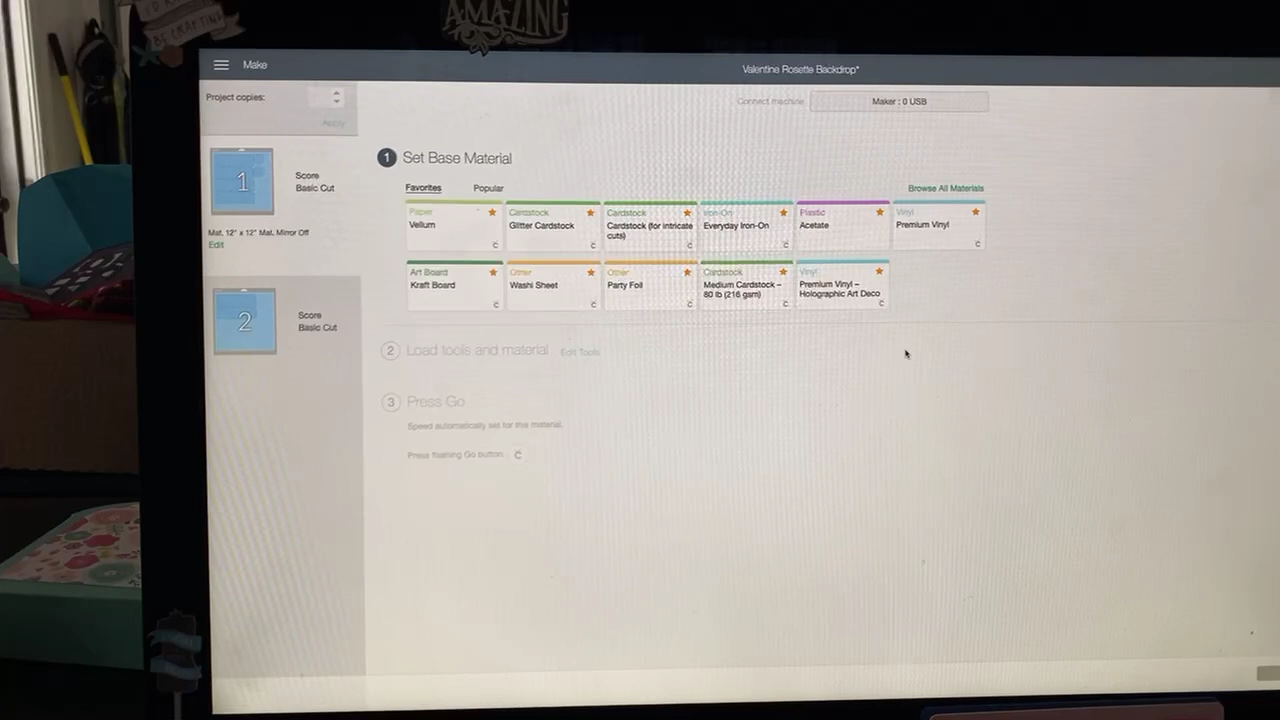 BE CRAFTING
AMAZING
Make
Valentine Rosette Backdrop*
Project copies:
Apply
Connect machine
Maker : 0 USB
1
Score
Basic Cut
Mat, 12" x 12" Mat, Mirror Off
Edit
2
Score
Basic Cut
1 Set Base Material
Favorites Popular Browse All Materials
Paper
Vellum
Cardstock
Glitter Cardstock
Cardstock
Cardstock (for intricate
cuts)
Iron-On
Everyday Iron-On
Plastic
Acetate
Vinyl
Premium Vinyl
Art Board
Kraft Board
Other
Washi Sheet
Other
Party Foil
Cardstock
Medium Cardstock –
80 lb (216 gsm)
Vinyl
Premium Vinyl –
Holographic Art Deco
2 Load tools and material Edit Tools
3 Press Go
Speed automatically set for this material.
Press flashing Go button.